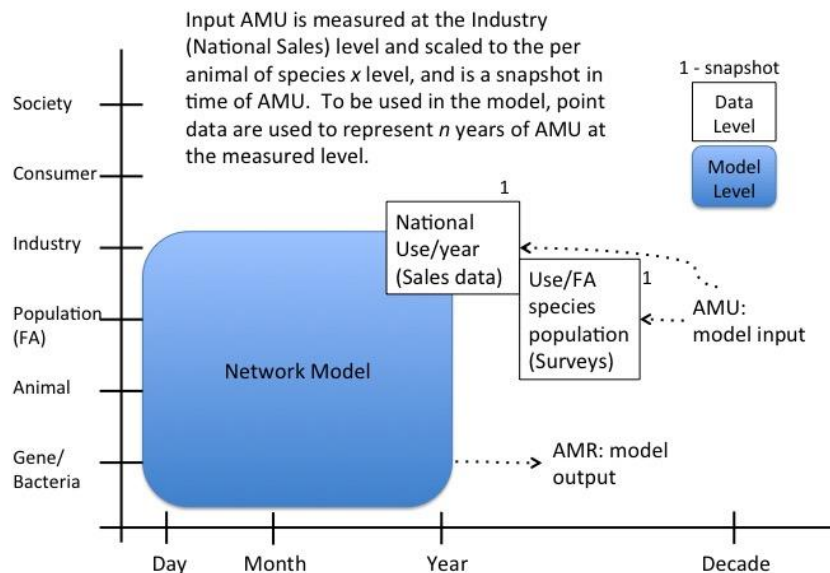 Input AMU is measured at the Industry
(National Sales) level and scaled to the per
animal of species x level, and is a snapshot in
time of AMU.  To be used in the model, point
data are used to represent n years of AMU at
the measured level.
1 - snapshot
Data
Level
Model
Level
Society
Consumer
Industry
Population
(FA)
Animal
Gene/
Bacteria
1
National
Use/year
(Sales data)
1
Use/FA
species
population
(Surveys)
AMU:
model input
Network Model
AMR: model
output
Day
Month
Year
Decade